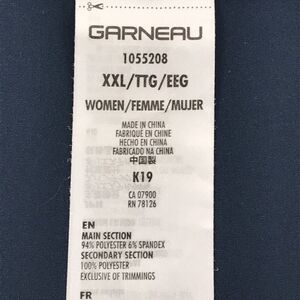 GARNEAU
1055208
XXL/TTG/EEG
WOMEN/FEMME/MUJER
MADE IN CHINA
FABRIQUÉ EN CHINE
HECHO EN CHINA
FABRICADO NA CHINA
中国製
K19
CA 07900
RN 78126
EN
MAIN SECTION
94% POLYESTER 6% SPANDEX
SECONDARY SECTION
100% POLYESTER
EXCLUSIVE OF TRIMMINGS
FR